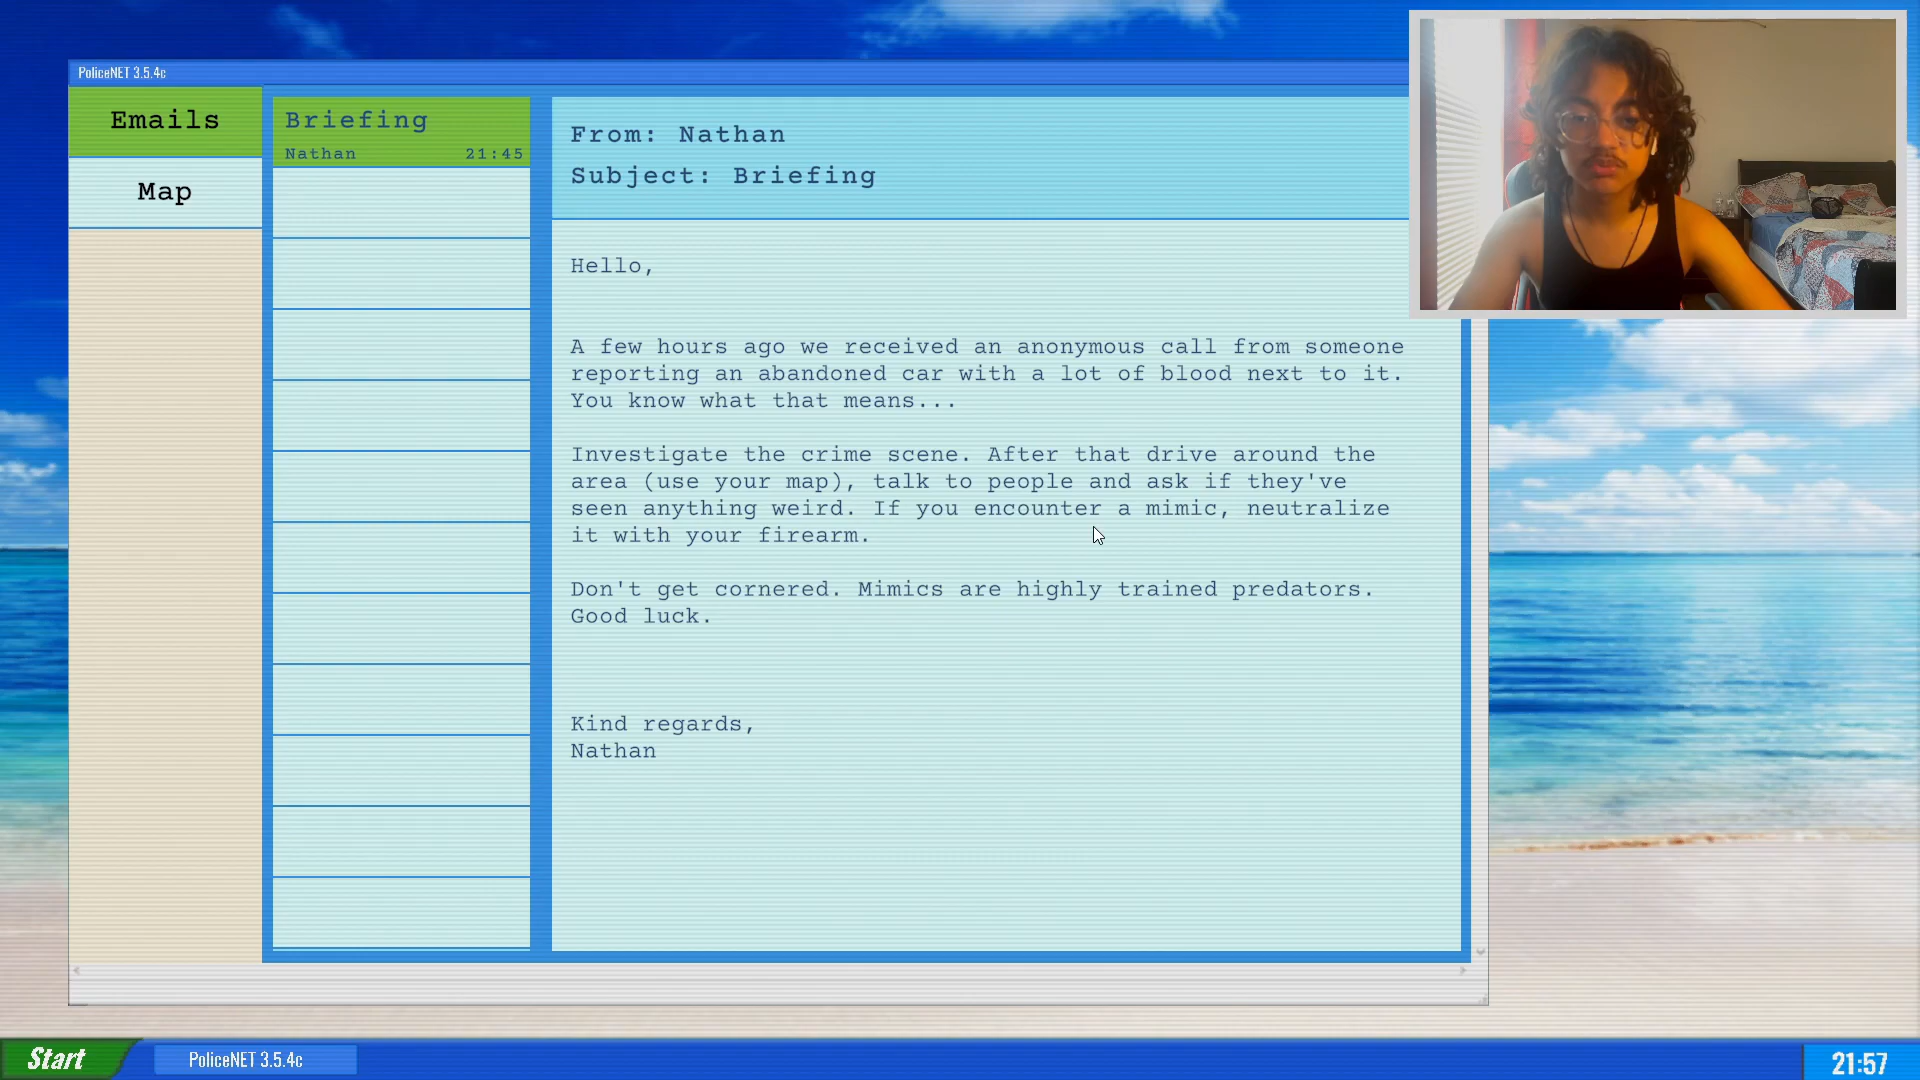 PoliceNET 3.5.4c
Emails
Map
Briefing
Nathan 21:45
From: Nathan
Subject: Briefing
Hello,
A few hours ago we received an anonymous call from someone
reporting an abandoned car with a lot of blood next to it.
You know what that means...
Investigate the crime scene. After that drive around the
area (use your map), talk to people and ask if they've
seen anything weird. If you encounter a mimic, neutralize
it with your firearm.
Don't get cornered. Mimics are highly trained predators.
Good luck.
Kind regards,
Nathan
Start
PoliceNET 3.5.4c
21:57